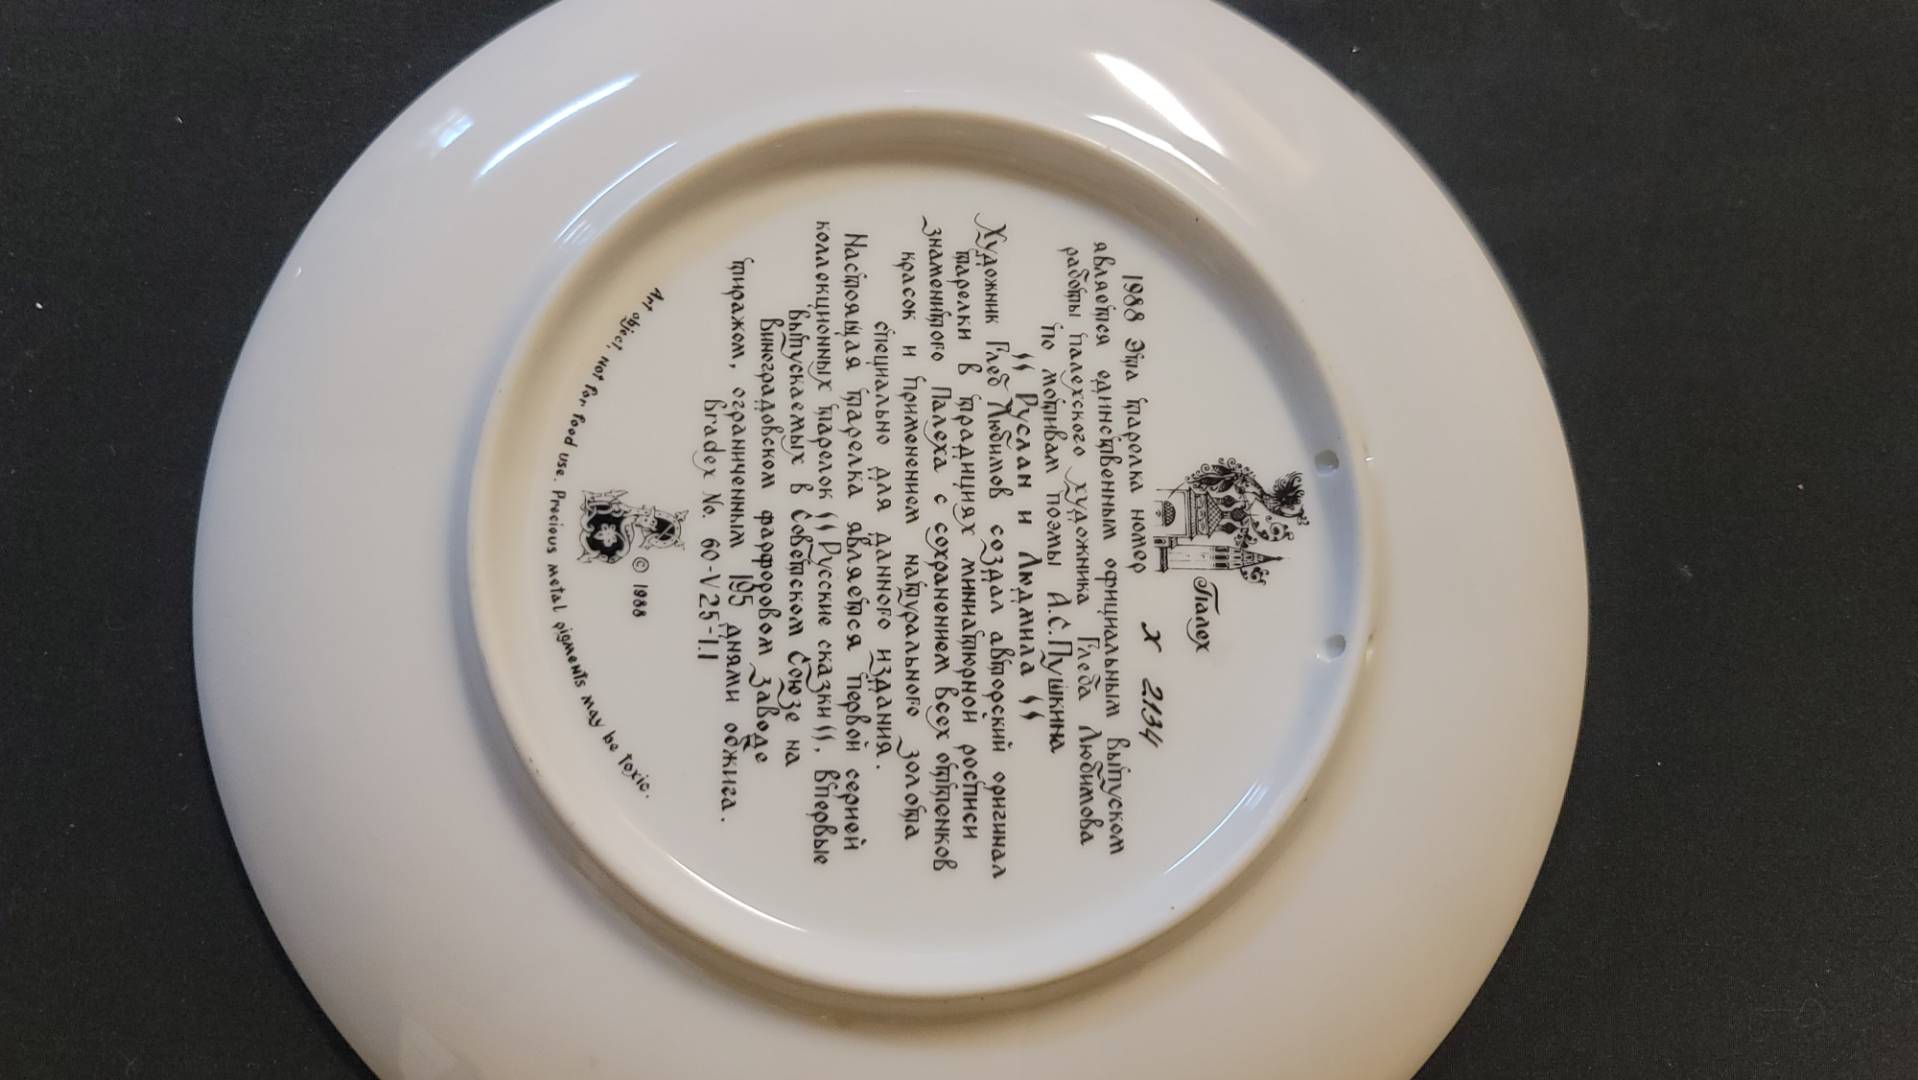 Палех
1988 Эта тарелка номер X 2134
является единственным официальным выпуском
работы палехского художника Глеба Любимова
по мотивам поэмы А.С.Пушкина
"Руслан и Людмила"
Художник Глеб Любимов создал авторский оригинал
тарелки в традициях миниатюрной росписи
знаменитого Палеха с сохранением всех оттенков
красок и применением натурального золота
специально для данного издания.
Настоящая тарелка является первой серией
коллекционных тарелок "Русские сказки", впервые
выпускаемых в Советском Союзе на
Виноградовском фарфоровом заводе
тиражом, ограниченным 195 днями обжига.
Bradex No. 60-V25-1.1
© 1988
Art object, not for food use. Precious metal pigments may be toxic.